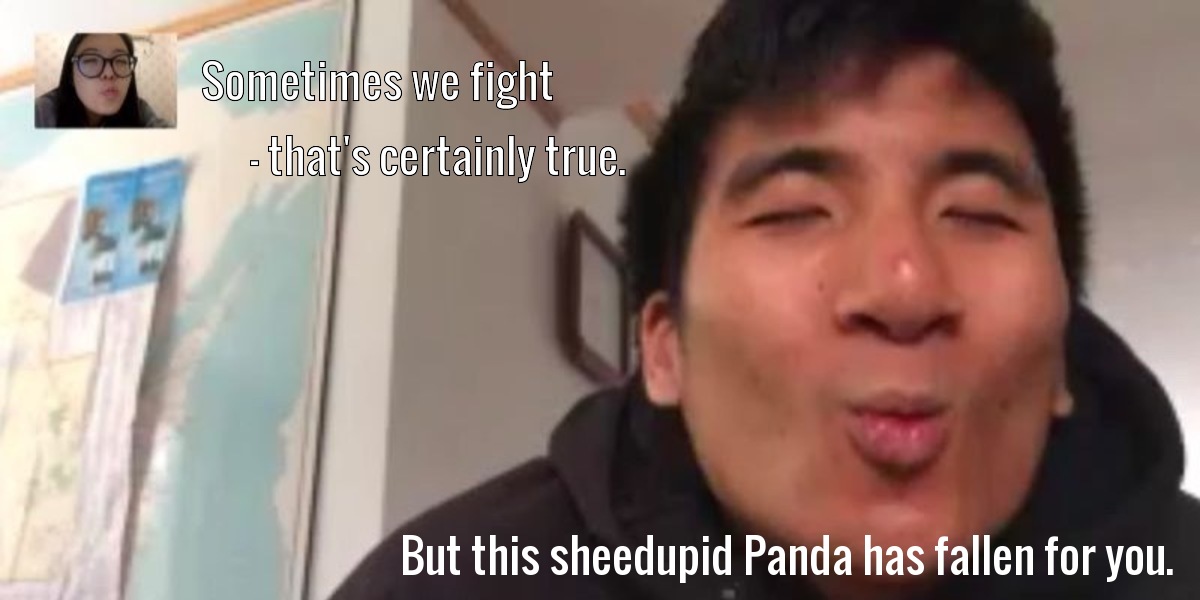 Sometimes we fight
- that's certainly true.
But this sheedupid Panda has fallen for you.